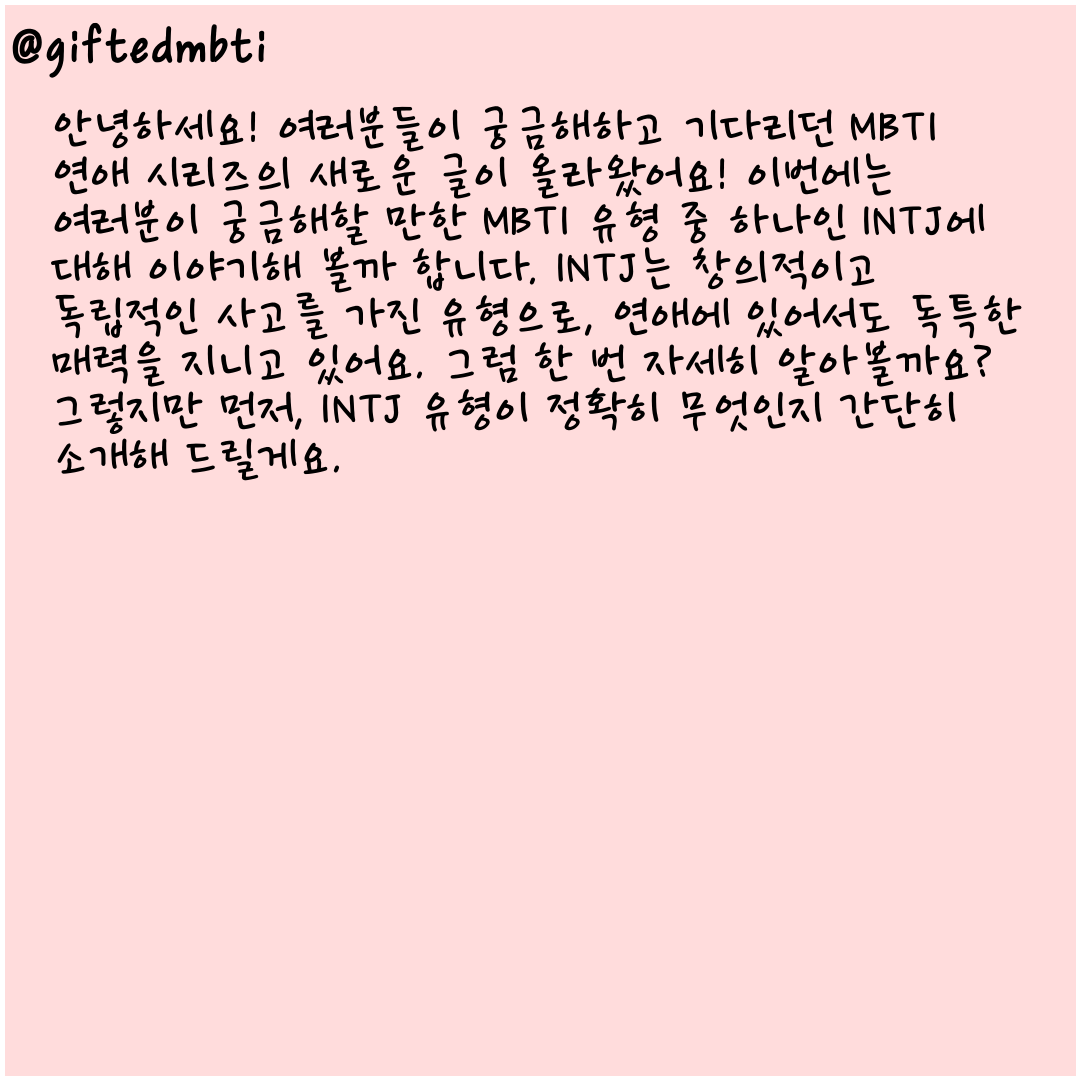 @giftedmbti
안녕하세요! 여러분들이 궁금해하고 기다리던 MBTI
연애 시리즈의 새로운 글이 올라왔어요! 이번에는
여러분이 궁금해할 만한 MBTI 유형 중 하나인 INTJ에
대해 이야기해 볼까 합니다. INTJ는 창의적이고
독립적인 사고를 가진 유형으로, 연애에 있어서도 독특한
매력을 지니고 있어요. 그럼 한 번 자세히 알아볼까요?
그렇지만 먼저, INTJ 유형이 정확히 무엇인지 간단히
소개해 드릴게요.